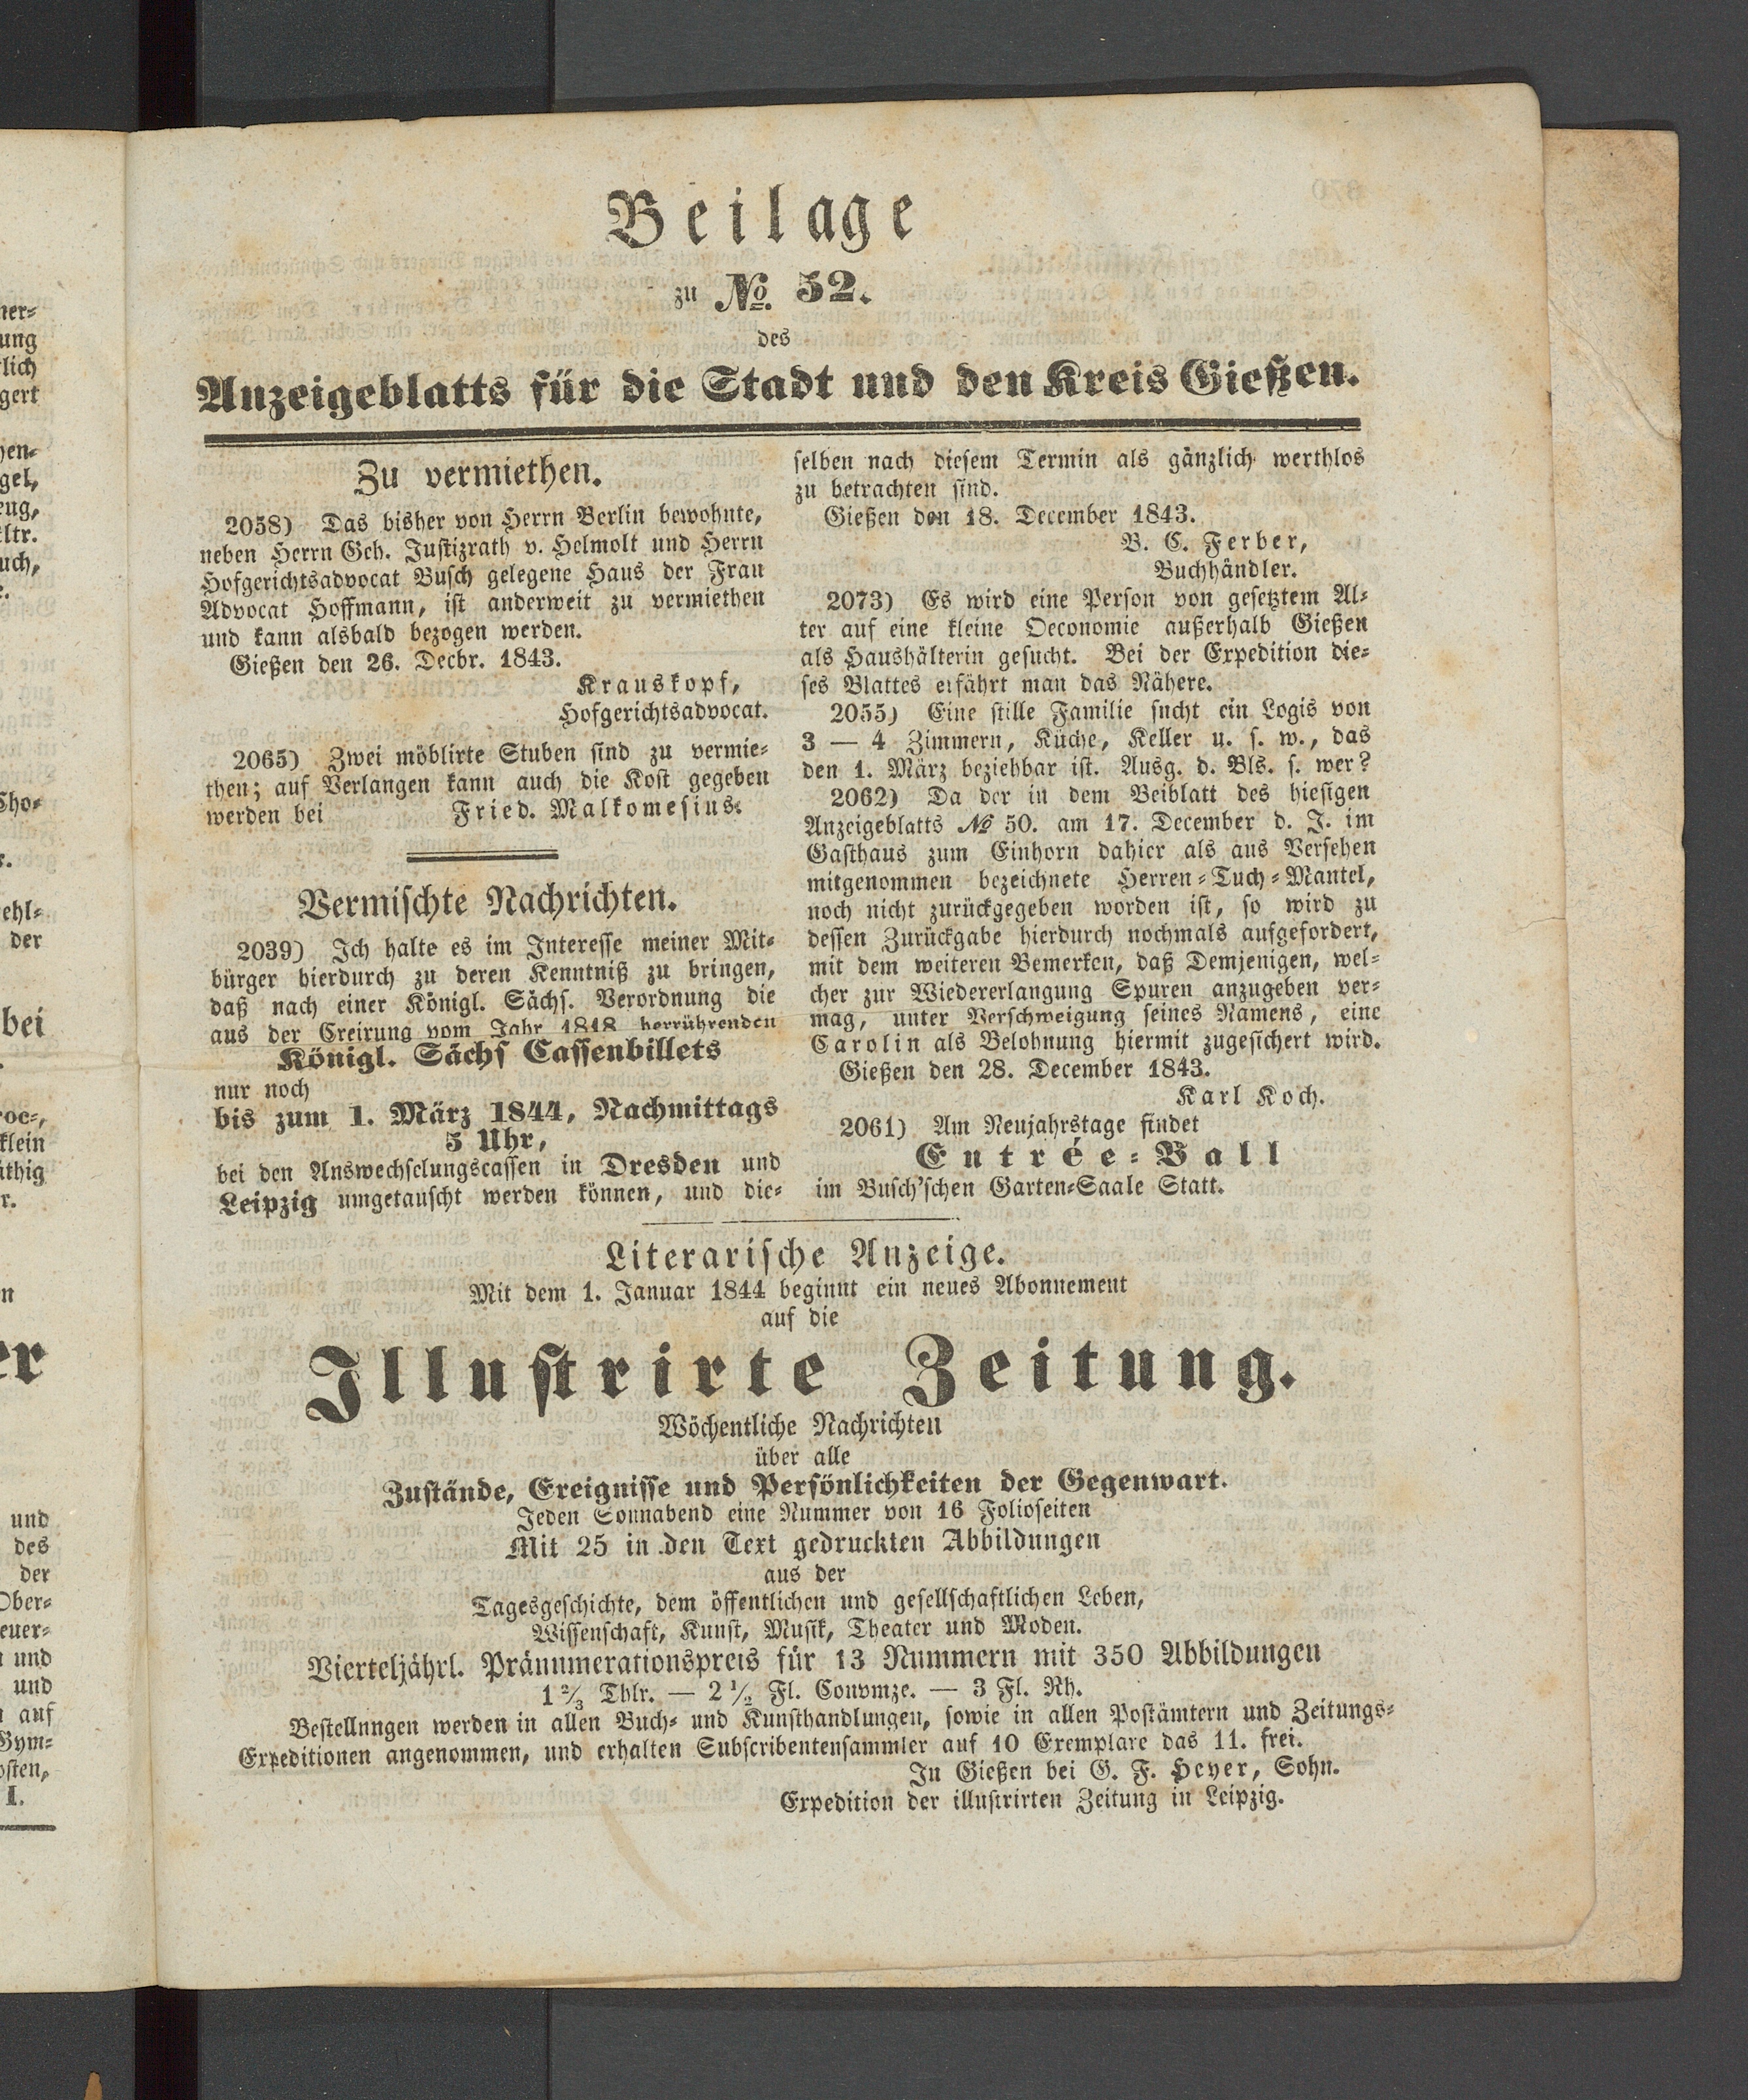 Beilage
zu No. 52.
des
Anzeigeblatts für die Stadt und den Kreis Gießen.
Zu vermiethen.
2058) Das bisher von Herrn Berlin bewohnte,
neben Herrn Geh. Justizrath v. Helmolt und Herrn
Hofgerichtsadvocat Busch gelegene Haus der Frau
Advocat Hoffmann, ist anderweit zu vermiethen
und kann alsbald bezogen werden.
Gießen den 26. Decbr. 1843.
Krauskopf,
Hofgerichtsadvocat.
2065) Zwei möblirte Stuben sind zu vermie-
then; auf Verlangen kann auch die Kost gegeben
werden bei Fried. Malkomesius.
Vermischte Nachrichten.
2039) Ich halte es im Interesse meiner Mit-
bürger hierdurch zu deren Kenntniß zu bringen,
daß nach einer Königl. Sächs. Verordnung die
aus der Creirung vom Jahr 1818 herrührenden
Königl. Sächs Cassenbillets
nur noch
bis zum 1. März 1844, Nachmittags
5 Uhr,
bei den Answechselungscassen in Dresden und
Leipzig umgetauscht werden können, und die-
selben nach diesem Termin als gänzlich werthlos
zu betrachten sind.
Gießen den 18. December 1843.
B. C. Ferber,
Buchhändler.
2073) Es wird eine Person von gesetztem Al-
ter auf eine kleine Oeconomie außerhalb Gießen
als Haushälterin gesucht. Bei der Expedition die-
ses Blattes erfährt man das Nähere.
2055) Eine stille Familie sucht ein Logis von
3 — 4 Zimmern, Küche, Keller u. s. w., das
den 1. März beziehbar ist. Ausg. d. Bls. s. wer?
2062) Da der in dem Beiblatt des hiesigen
Anzeigeblatts No 50. am 17. December d. J. im
Gasthaus zum Einhorn dahier als aus Versehen
mitgenommen bezeichnete Herren-Tuch-Mantel,
noch nicht zurückgegeben worden ist, so wird zu
dessen Zurückgabe hierdurch nochmals aufgefordert,
mit dem weiteren Bemerken, daß Demjenigen, wel-
cher zur Wiedererlangung Spuren anzugeben ver-
mag, unter Verschweigung seines Namens, eine
Carolin als Belohnung hiermit zugesichert wird.
Gießen den 28. December 1843.
Karl Koch.
2061) Am Neujahrstage findet
Entrée-Ball
im Busch'schen Garten-Saale Statt.
Literarische Anzeige.
Mit dem 1. Januar 1844 beginnt ein neues Abonnement
auf die
Illustrirte Zeitung.
Wöchentliche Nachrichten
über alle
Zustände, Ereignisse und Persönlichkeiten der Gegenwart.
Jeden Sonnabend eine Nummer von 16 Folioseiten
Mit 25 in den Text gedruckten Abbildungen
aus der
Tagesgeschichte, dem öffentlichen und gesellschaftlichen Leben,
Wissenschaft, Kunst, Musik, Theater und Moden.
Vierteljährl. Pränumerationspreis für 13 Nummern mit 350 Abbildungen
1⅔ Thlr. — 2½ Fl. Convmze. — 3 Fl. Rh.
Bestellnngen werden in allen Buch- und Kunsthandlungen, sowie in allen Postämtern und Zeitungs-
Expeditionen angenommen, und erhalten Subscribentensammler auf 10 Exemplare das 11. frei.
In Gießen bei G. F. Heyer, Sohn.
Expedition der illustrirten Zeitung in Leipzig.